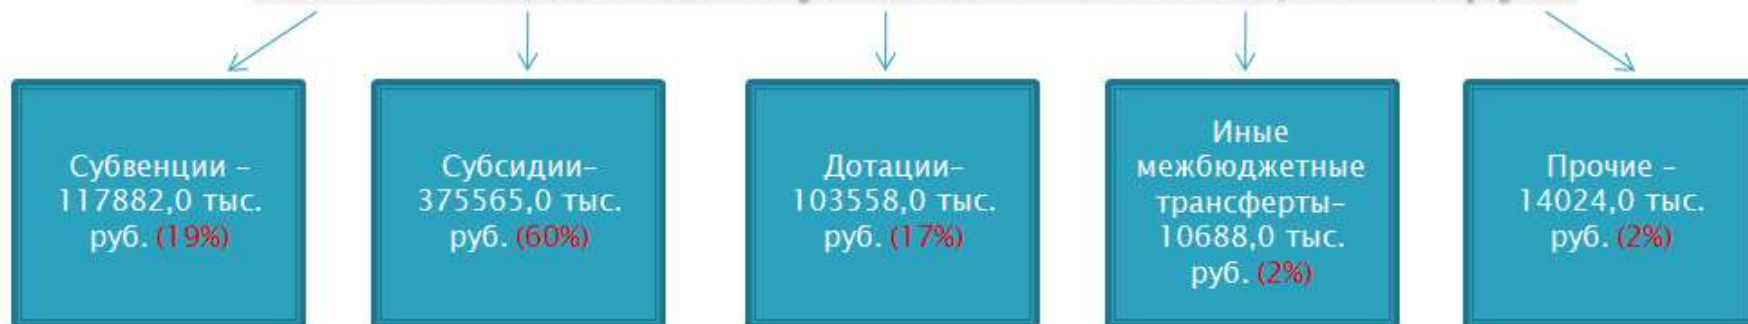 Субвенции –
117882,0 тыс.
руб. (19%)
Субсидии–
375565,0 тыс.
руб. (60%)
Дотации–
103558,0 тыс.
руб. (17%)
Иные
межбюджетные
трансферты–
10688,0 тыс.
руб. (2%)
Прочие –
14024,0 тыс.
руб. (2%)